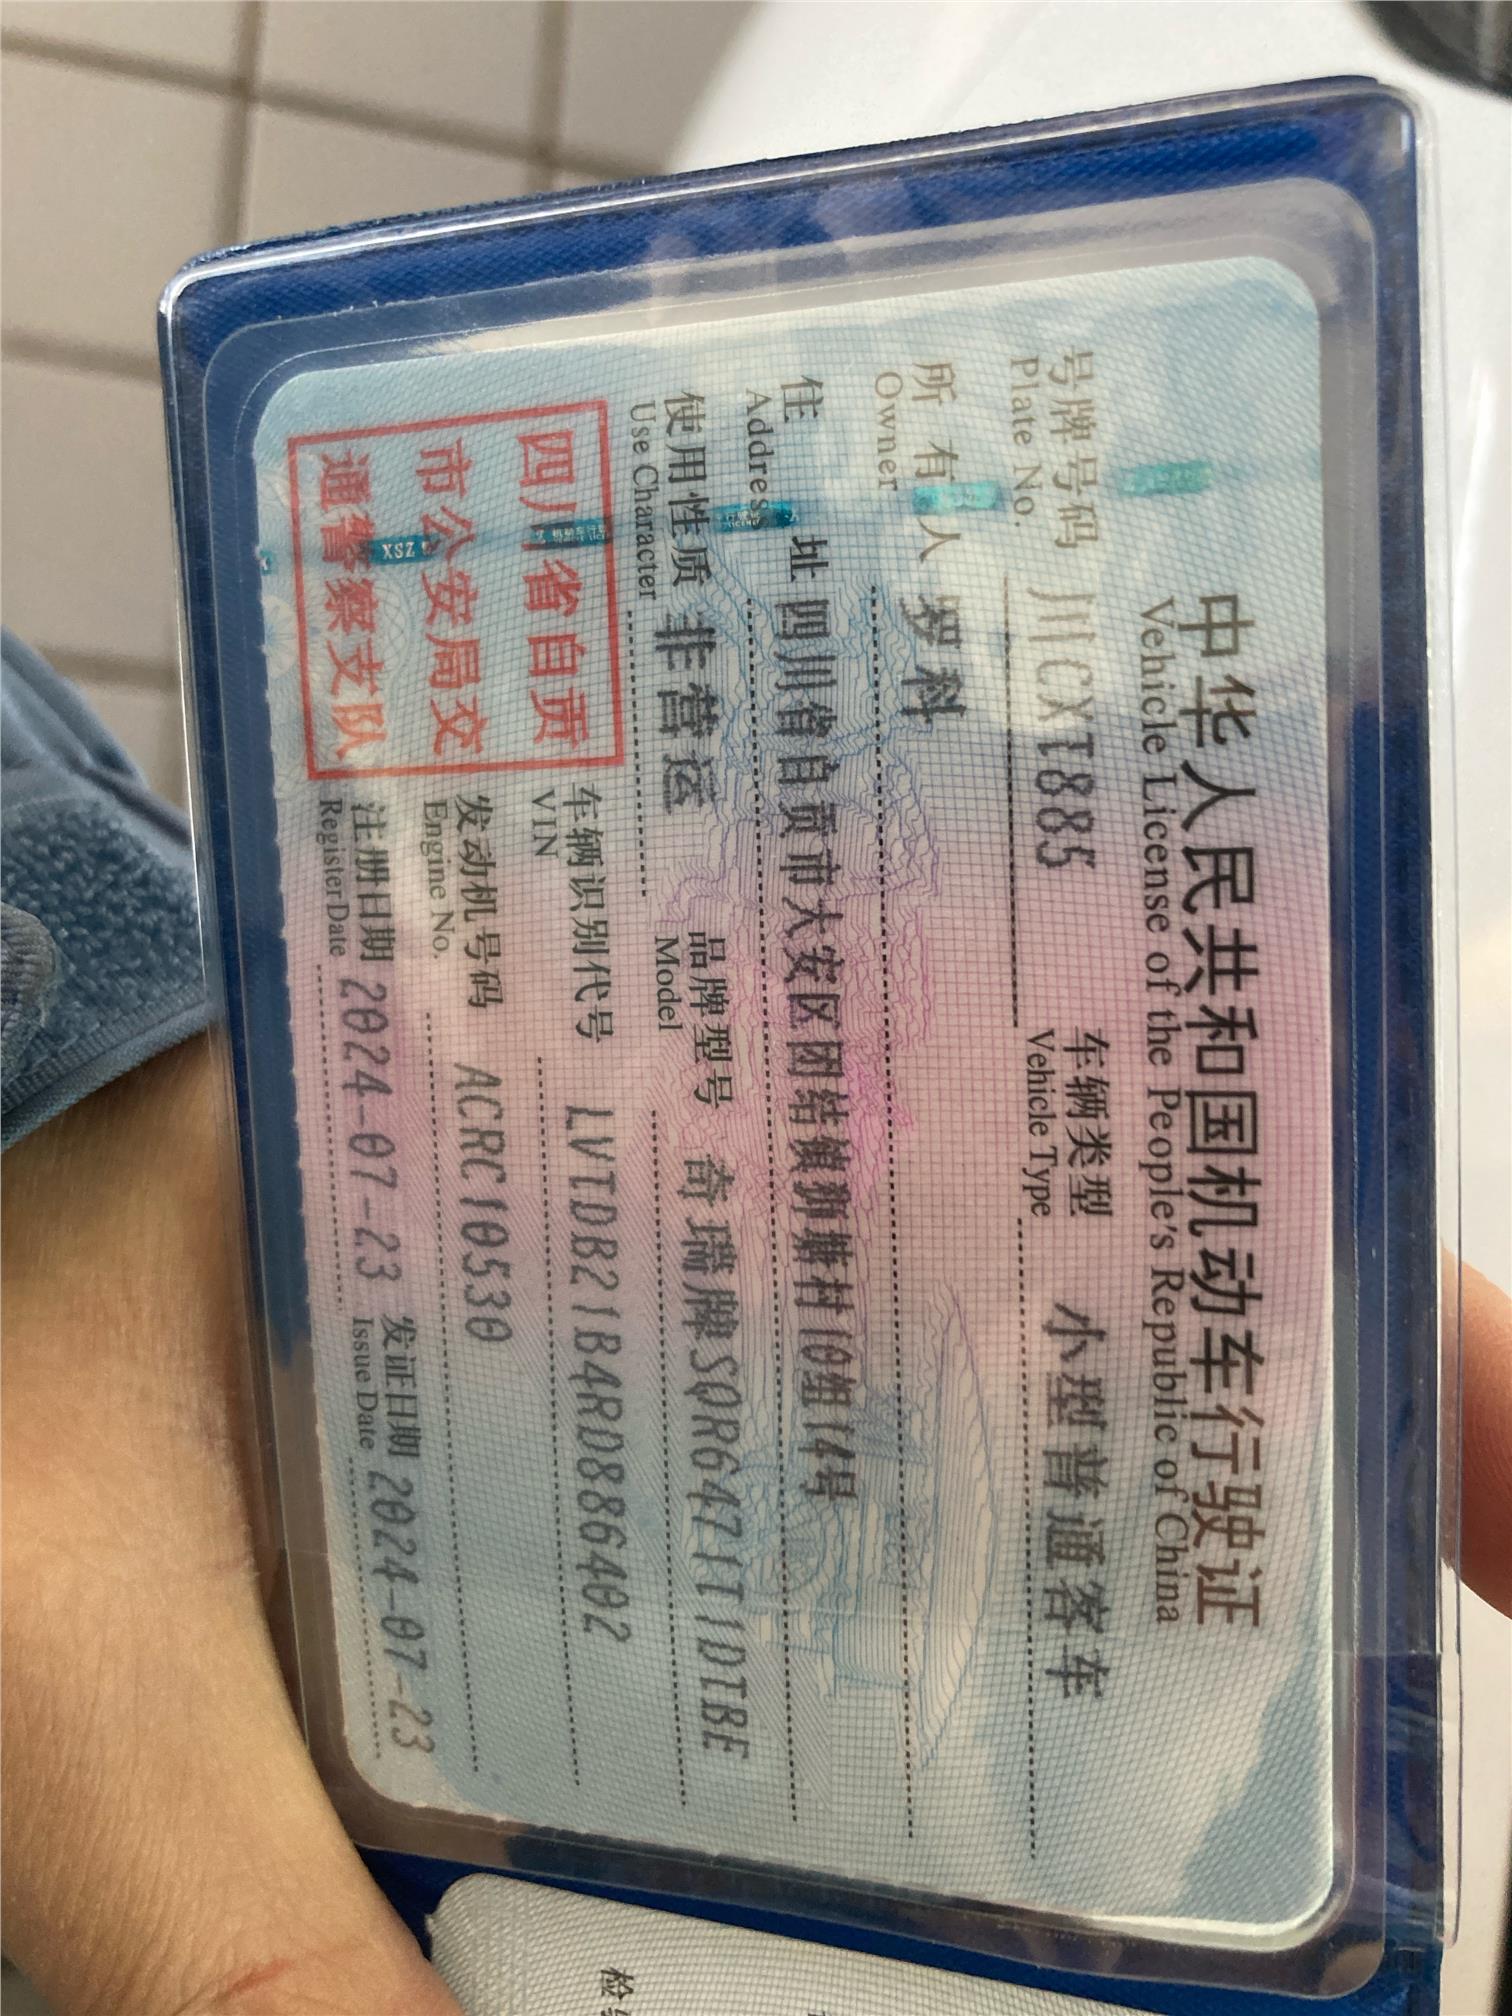 中华人民共和国机动车行驶证
Vehicle License of the People's Republic of China
号牌号码 川CXT885 车辆类型 小型普通客车
Plate No. Vehicle Type
所有人 罗科
Owner
住址 四川省自贡市大安区团结镇狮塘村10组14号
Address
使用性质 非营运 品牌型号 奇瑞牌SQR6471T1DTBE
Use Character Model
四川省自贡
市公安局交
通警察支队
车辆识别代号 LVTDB21B4RD886402
VIN
发动机号码 ACRC10530
Engine No.
注册日期 2024-07-23 发证日期 2024-07-23
Register Date Issue Date
ZSX